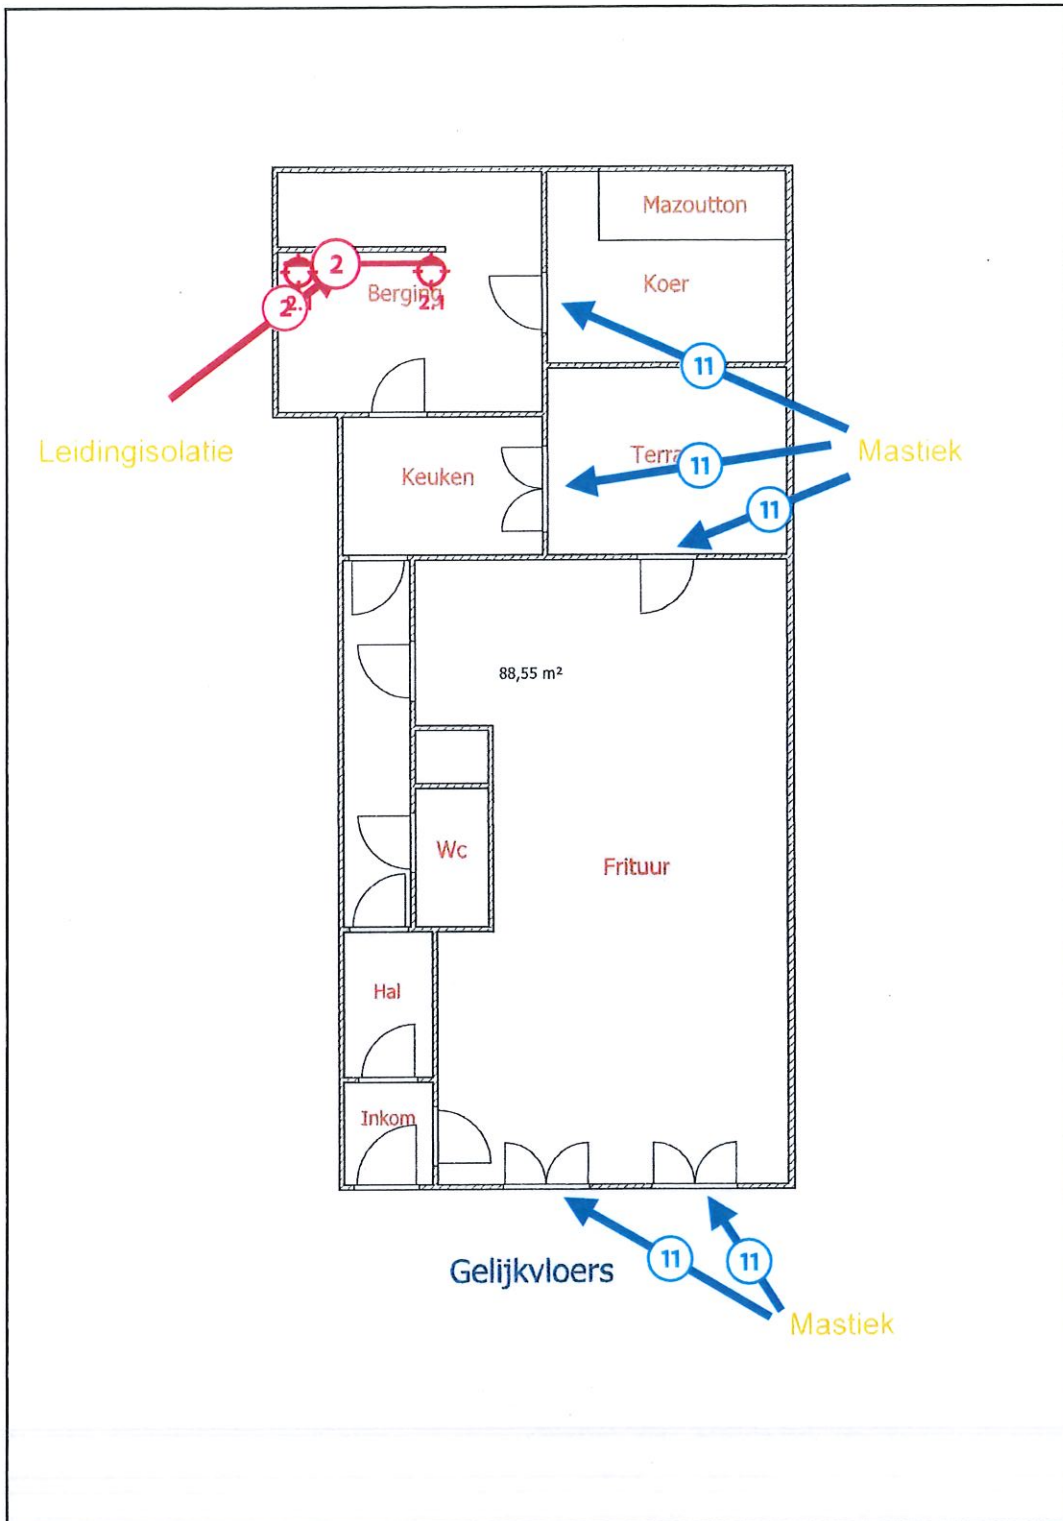 Mazoutton
2
Koer
Berging
2
2.1
2.1
11
Leidingisolatie
Mastiek
Terra
11
Keuken
11
88,55 m²
Wc
Frituur
Hal
Inkom
Gelijkvloers
11
11
Mastiek